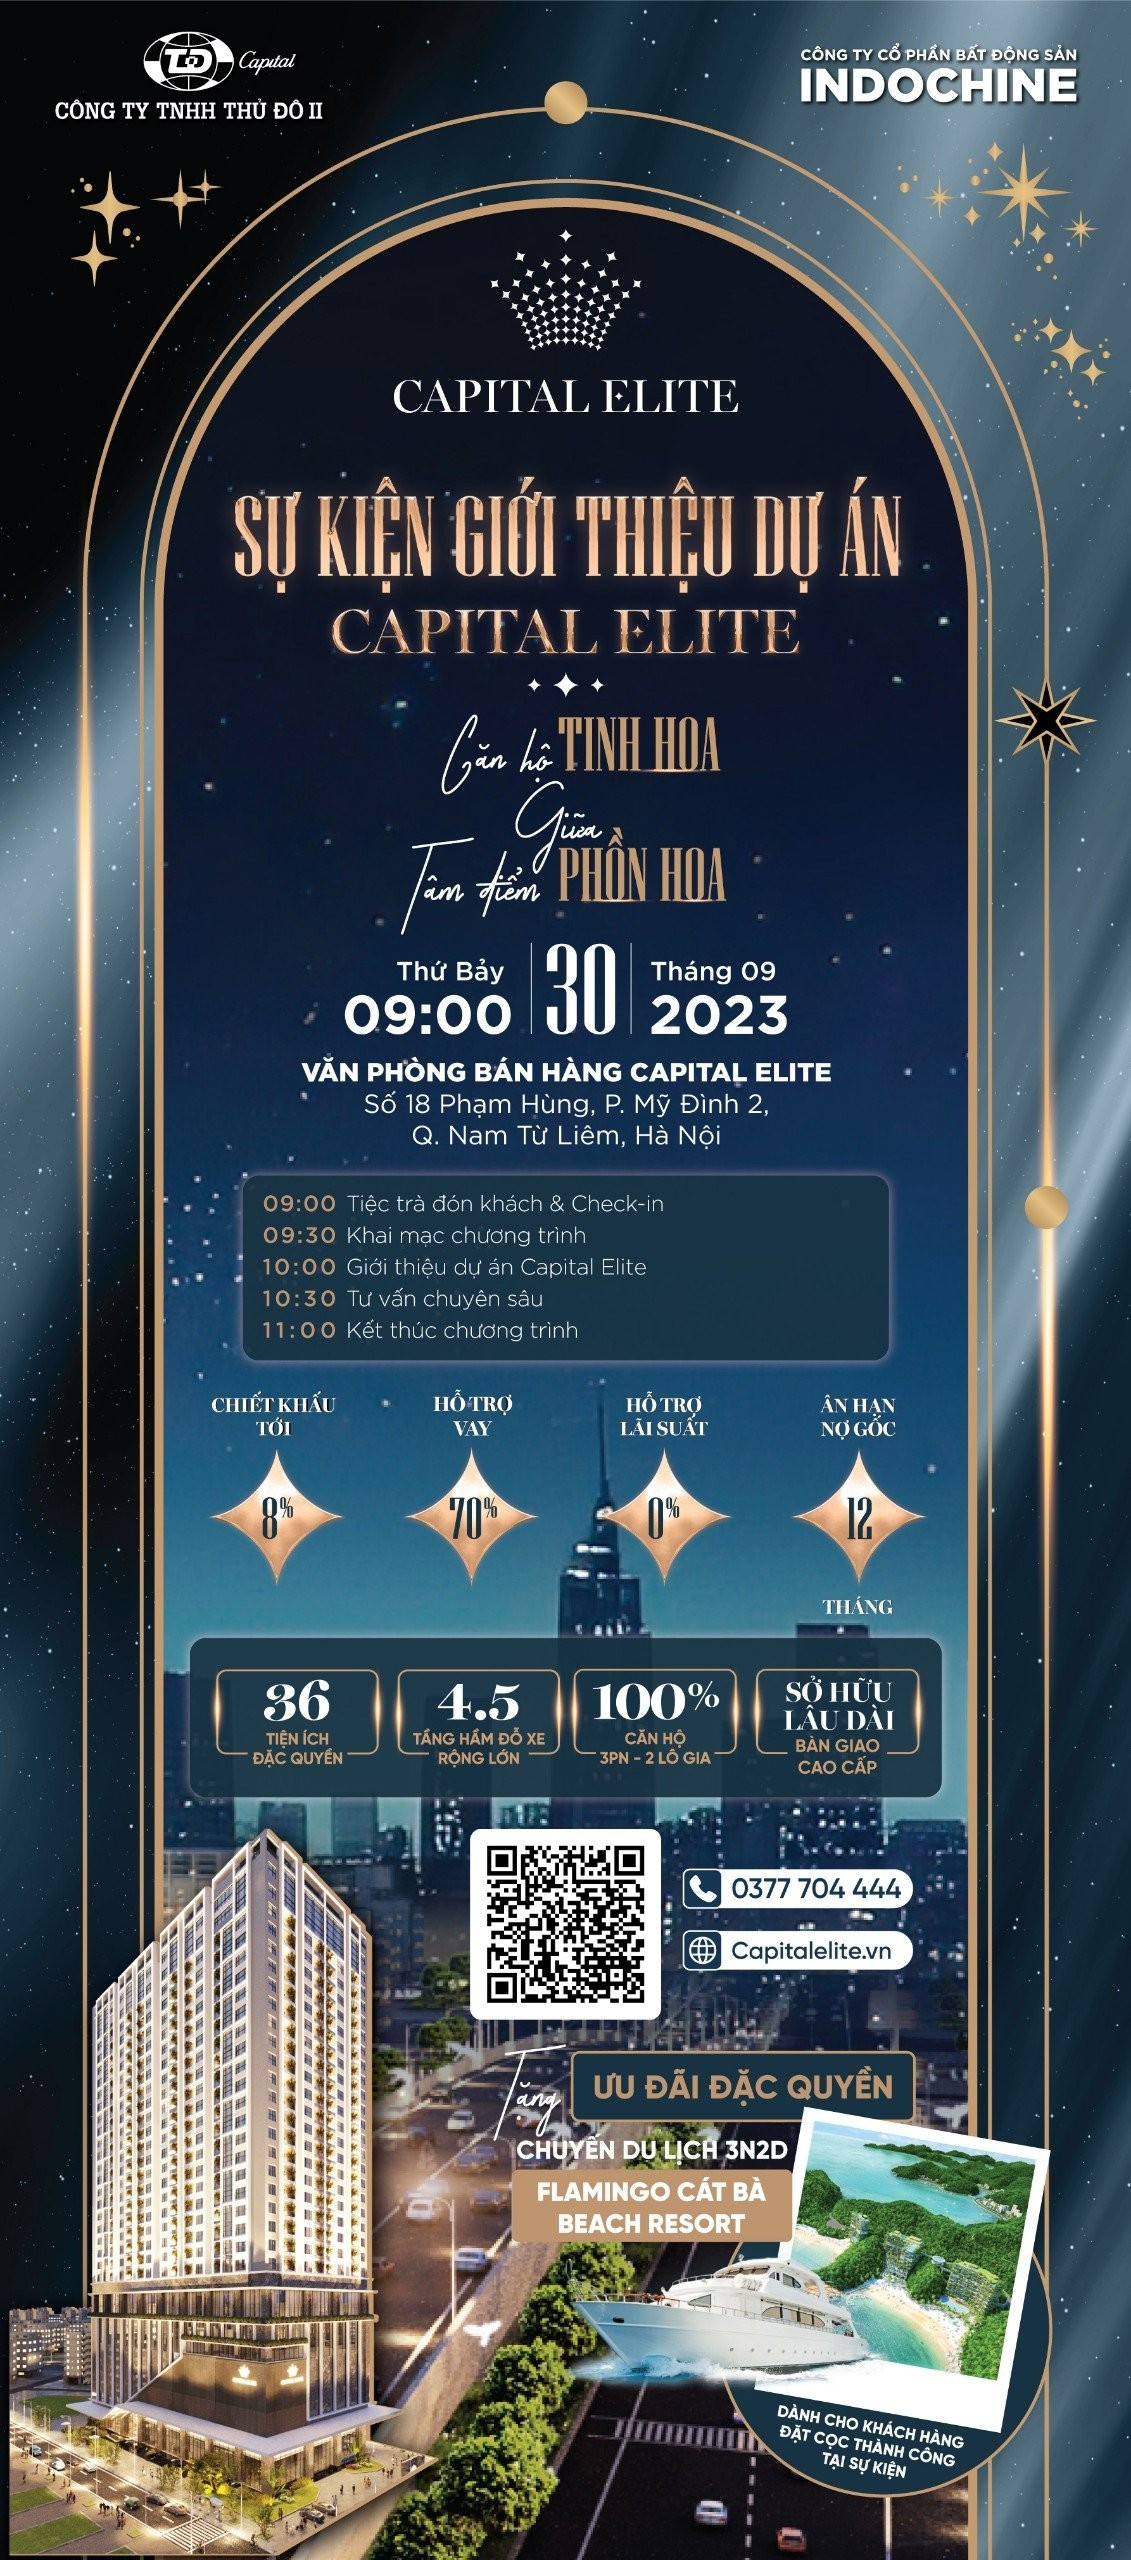 TD Capital
CÔNG TY TNHH THỦ ĐÔ II
CÔNG TY CỔ PHẦN BẤT ĐỘNG SẢN
INDOCHINE
CAPITAL ELITE
SỰ KIỆN GIỚI THIỆU DỰ ÁN
CAPITAL ELITE
Căn hộ TINH HOA
Giữa
Tâm điểm PHỒN HOA
Thứ Bảy
09:00
30
Tháng 09
2023
VĂN PHÒNG BÁN HÀNG CAPITAL ELITE
Số 18 Phạm Hùng, P. Mỹ Đình 2,
Q. Nam Từ Liêm, Hà Nội
09:00 Tiệc trà đón khách & Check-in
09:30 Khai mạc chương trình
10:00 Giới thiệu dự án Capital Elite
10:30 Tư vấn chuyên sâu
11:00 Kết thúc chương trình
CHIẾT KHẤU
TỚI
8%
HỖ TRỢ
VAY
70%
HỖ TRỢ
LÃI SUẤT
0%
ÂN HẠN
NỢ GỐC
12
THÁNG
36
TIỆN ÍCH
ĐẶC QUYỀN
4.5
TẦNG HẦM ĐỖ XE
RỘNG LỚN
100%
CĂN HỘ
3PN - 2 LÔ GIA
SỞ HỮU
LÂU DÀI
BÀN GIAO
CAO CẤP
0377 704 444
Capitalelite.vn
Tặng ƯU ĐÃI ĐẶC QUYỀN
CHUYẾN DU LỊCH 3N2D
FLAMINGO CÁT BÀ
BEACH RESORT
DÀNH CHO KHÁCH HÀNG
ĐẶT CỌC THÀNH CÔNG
TẠI SỰ KIỆN